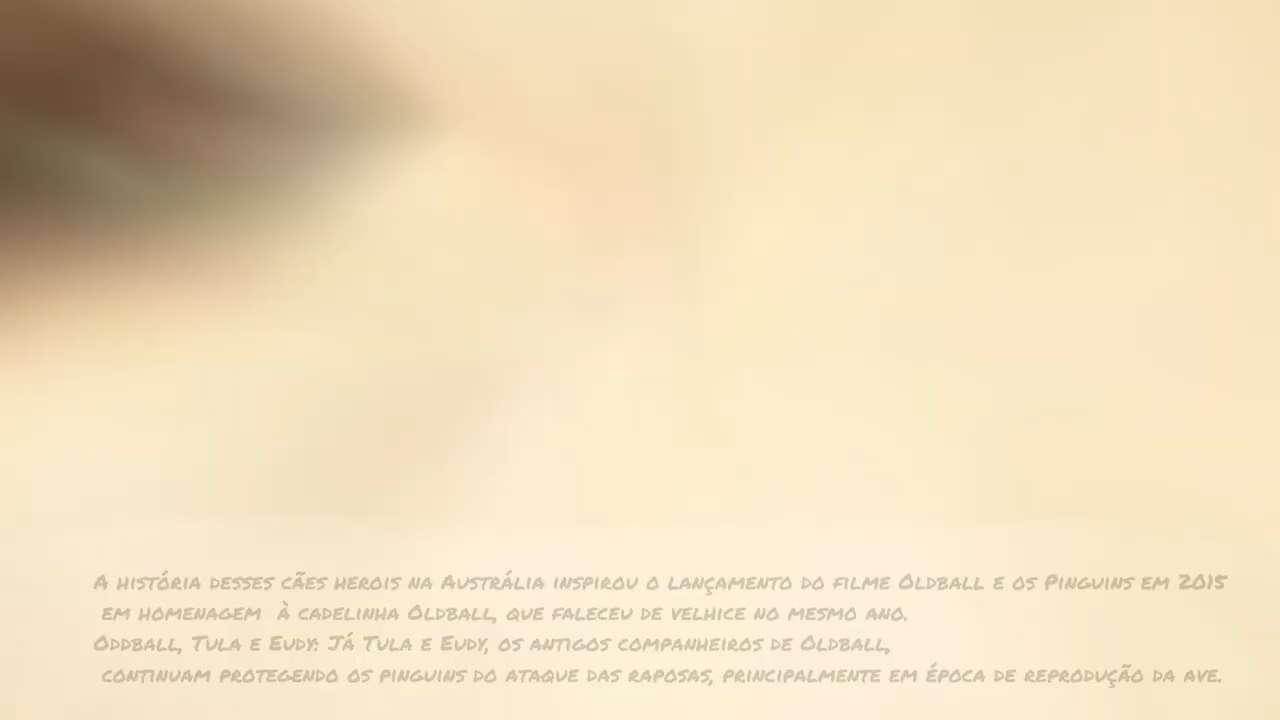 A história desses cães herois na Austrália inspirou o lançamento do filme Oldball e os Pinguins em 2015
em homenagem à cadelinha Oldball, que faleceu de velhice no mesmo ano.
Oddball, Tula e Eudy: Já Tula e Eudy, os antigos companheiros de Oldball,
continuam protegendo os pinguins do ataque das raposas, principalmente em época de reprodução da ave.